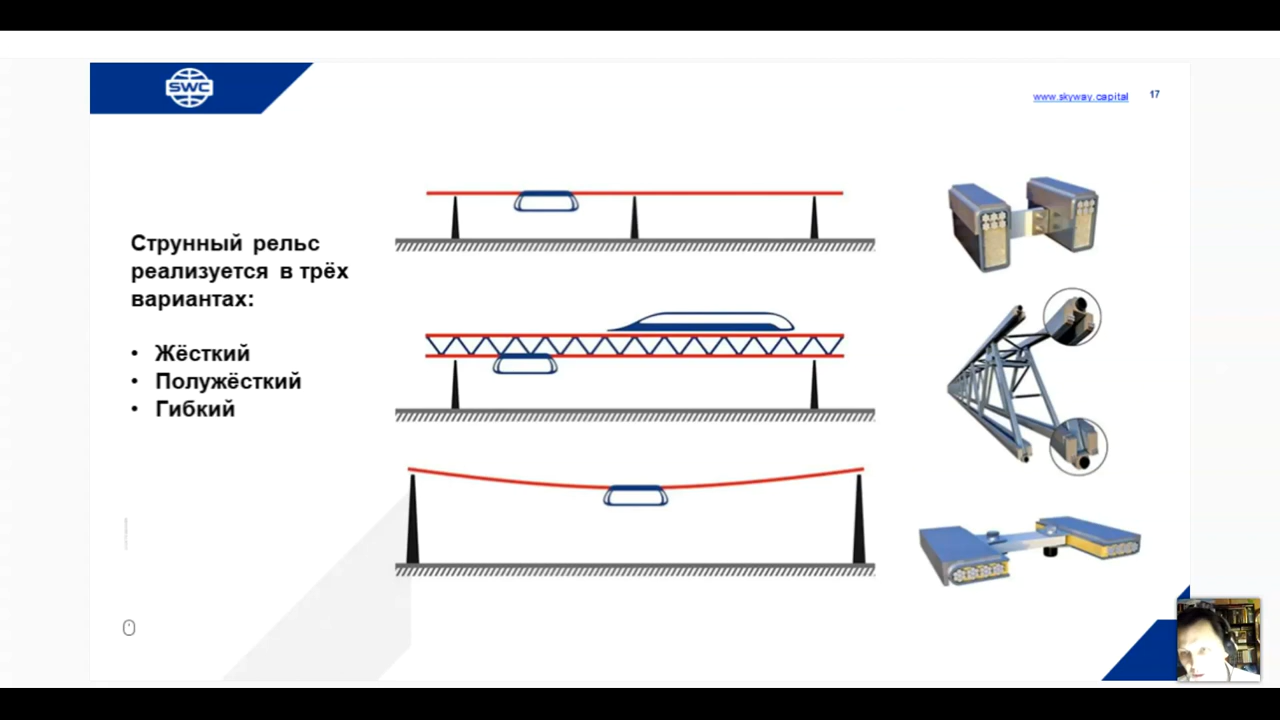 SWC
www.skyway.capital
17
Струнный рельс
реализуется в трёх
вариантах:
• Жёсткий
• Полужёсткий
• Гибкий